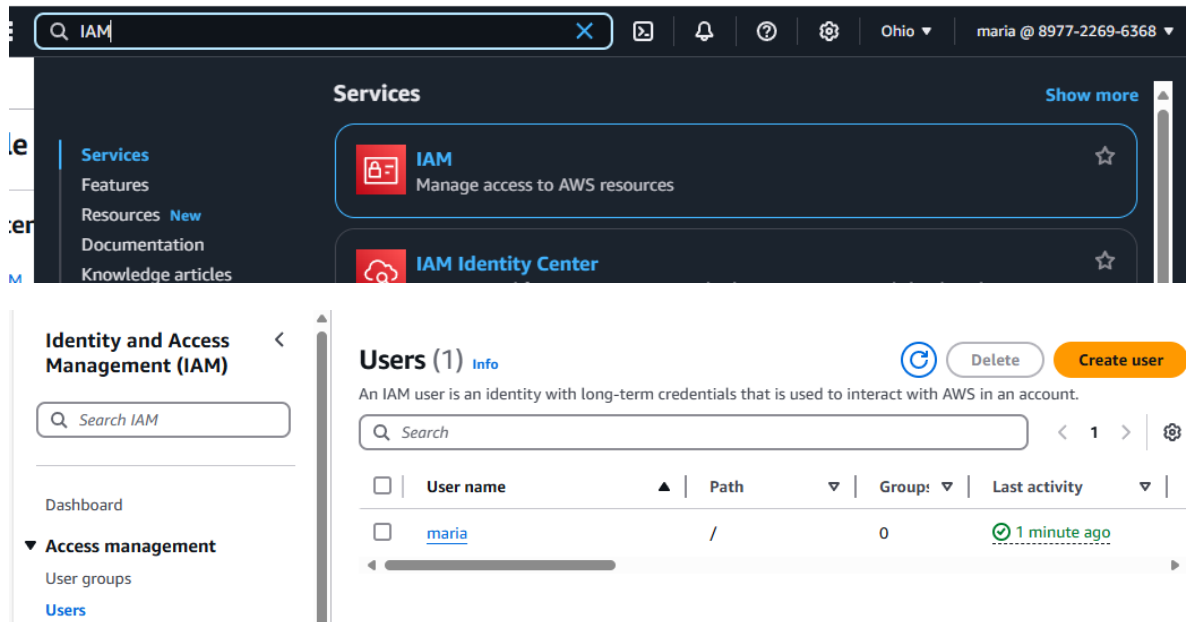 IAM
Ohio ▼
maria @ 8977-2269-6368 ▼
Services
Show more
Services
Features
Resources New
Documentation
Knowledge articles
IAM
Manage access to AWS resources
IAM Identity Center
Identity and Access
Management (IAM)
Search IAM
Dashboard
▼ Access management
User groups
Users
Users (1) Info
Delete
Create user
An IAM user is an identity with long-term credentials that is used to interact with AWS in an account.
Search
< 1 >
User name
Path
Group
Last activity
maria
/
0
1 minute ago